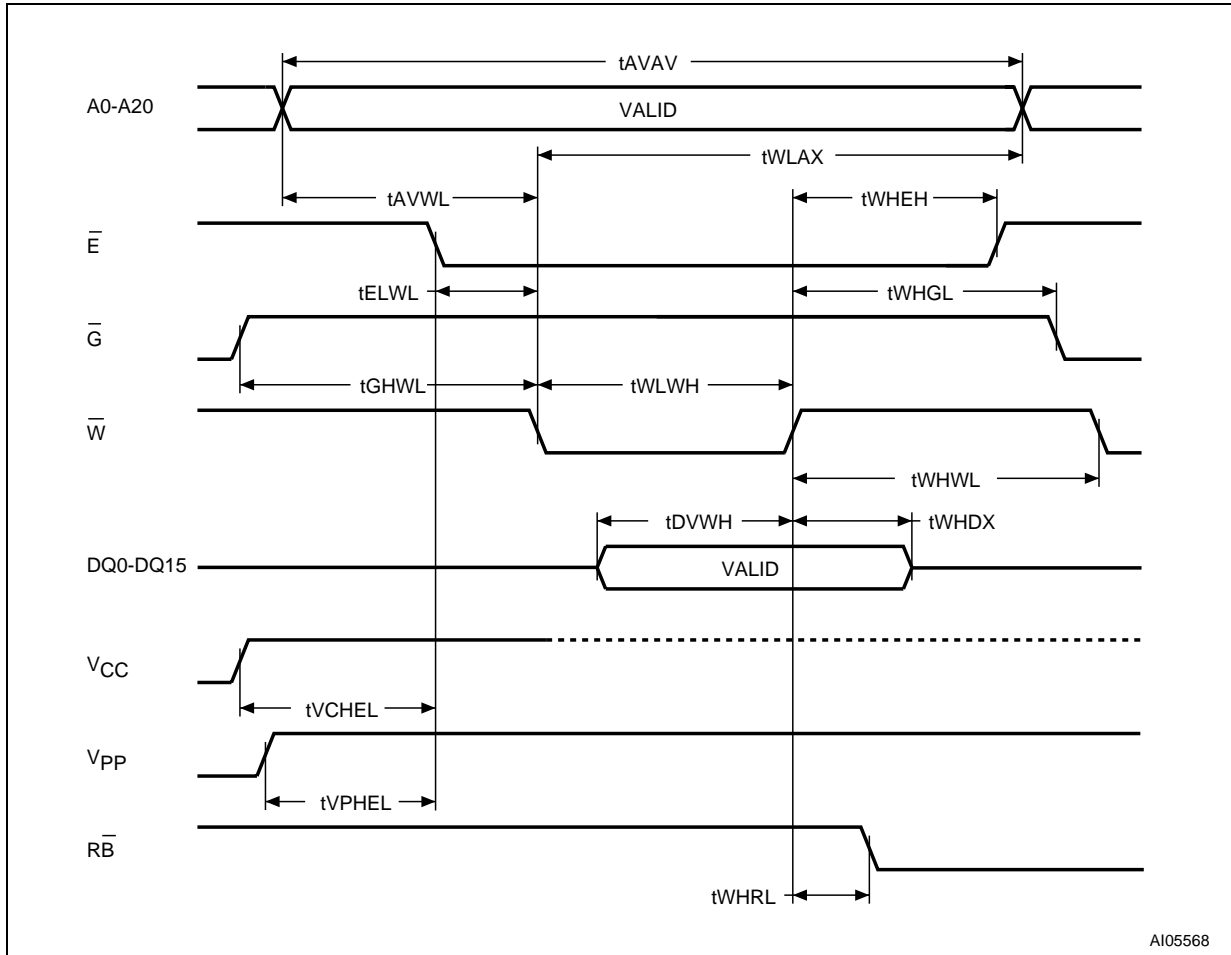 tAVAV
A0-A20
VALID
tWLAX
tAVWL
tWHEH
E̅
tELWL
tWHGL
G̅
tGHWL
tWLWH
W̅
tWHWL
tDVWH
tWHDX
DQ0-DQ15
VALID
VCC
tVCHEL
VPP
tVPHEL
RB̅
tWHRL
AI05568